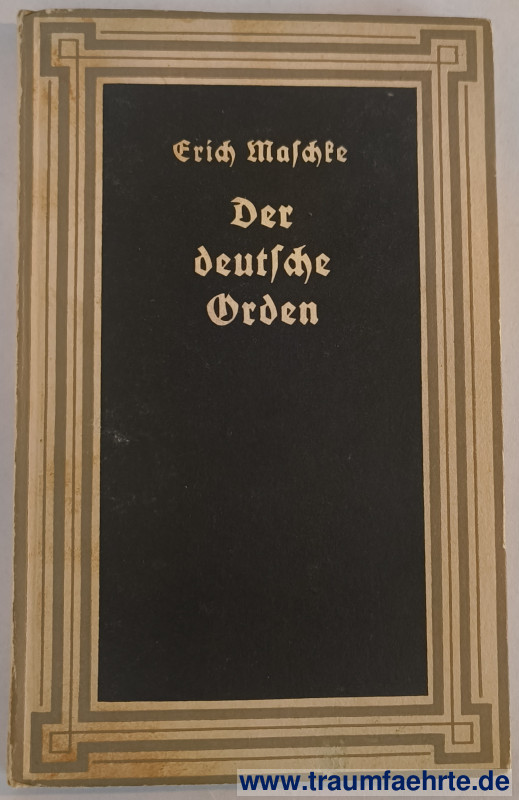 Erich Maſchke
Der
deutſche
Orden
www.traumfaehrte.de